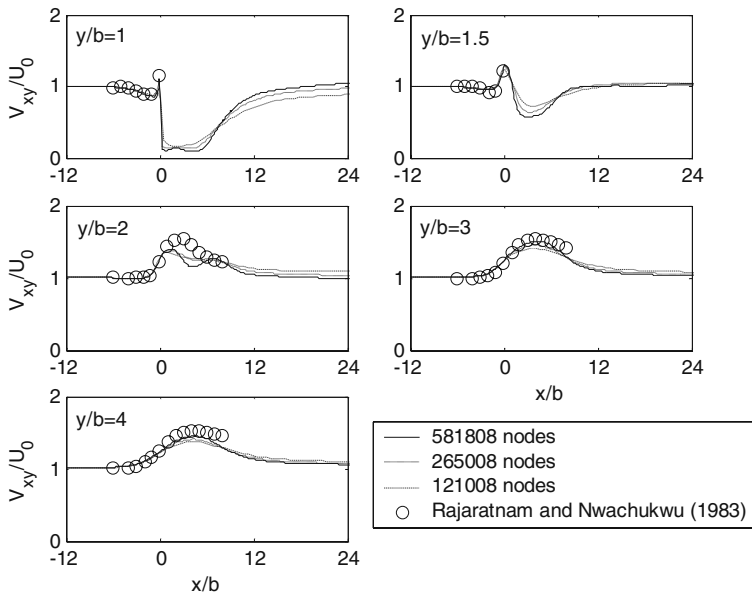 y/b=1
V_xy/U_0
2
1
0
-12
0
12
24
y/b=1.5
2
1
0
-12
0
12
24
y/b=2
V_xy/U_0
2
1
0
-12
0
12
24
y/b=3
2
1
0
-12
0
12
24
x/b
y/b=4
V_xy/U_0
2
1
0
-12
0
12
24
x/b
581808 nodes
265008 nodes
121008 nodes
Rajaratnam and Nwachukwu (1983)